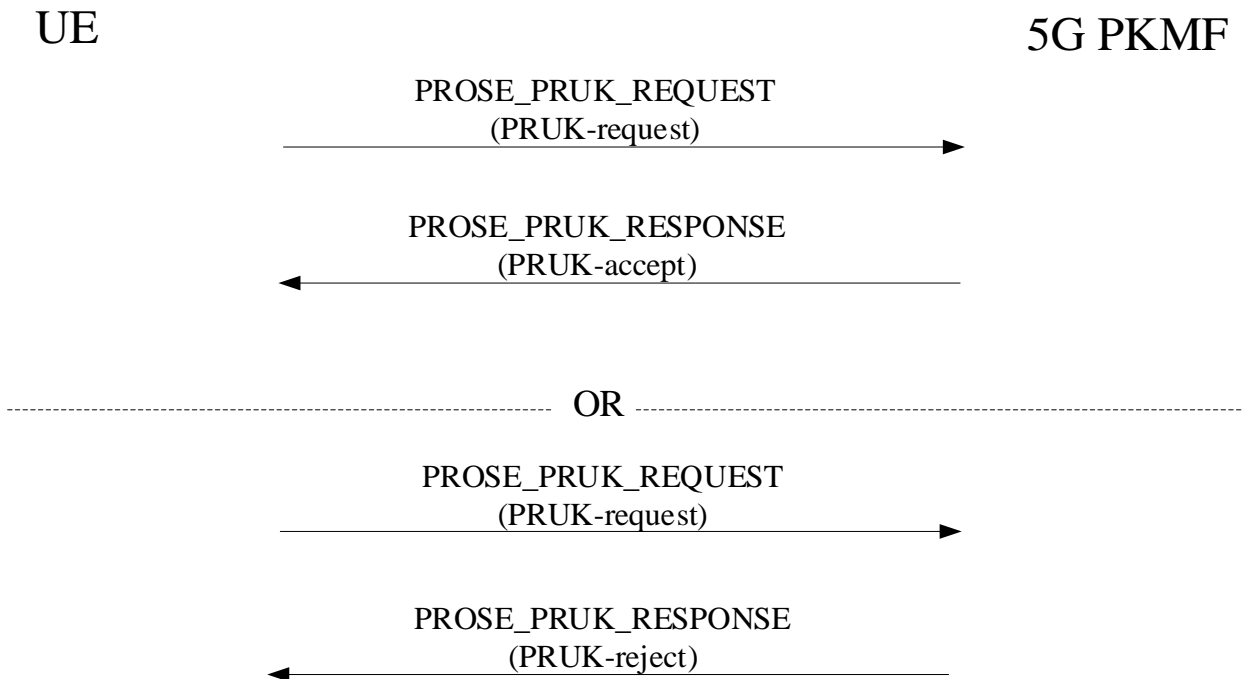 UE
5G PKMF
PROSE_PRUK_REQUEST
(PRUK-request)
PROSE_PRUK_RESPONSE
(PRUK-accept)
OR
PROSE_PRUK_REQUEST
(PRUK-request)
PROSE_PRUK_RESPONSE
(PRUK-reject)